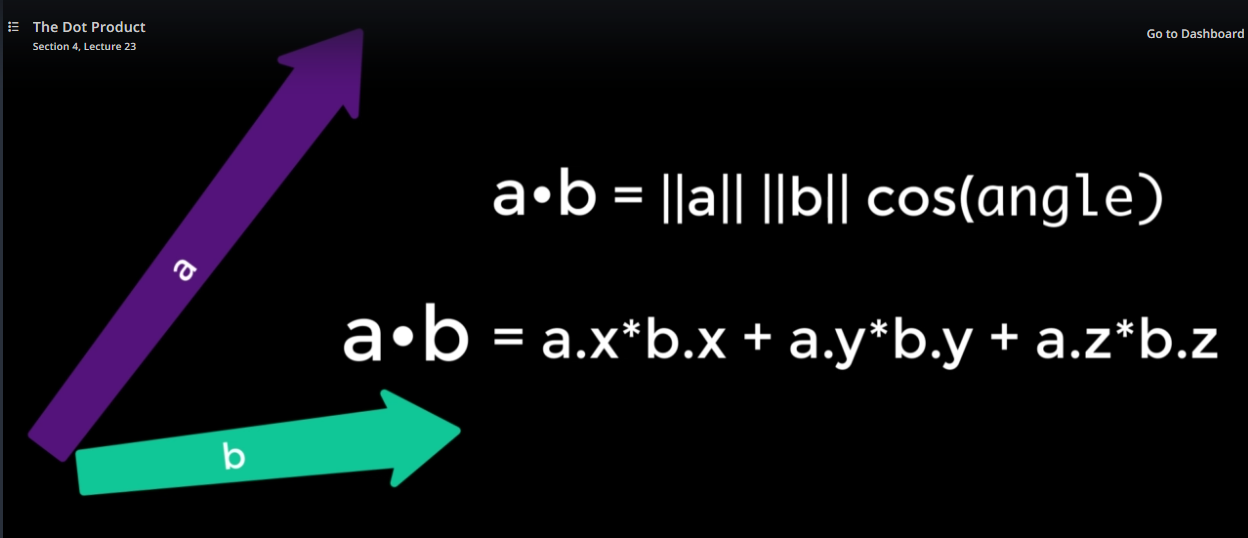 The Dot Product
Section 4, Lecture 23
Go to Dashboard
a•b = ||a|| ||b|| cos(angle)
a
a•b = a.x*b.x + a.y*b.y + a.z*b.z
b